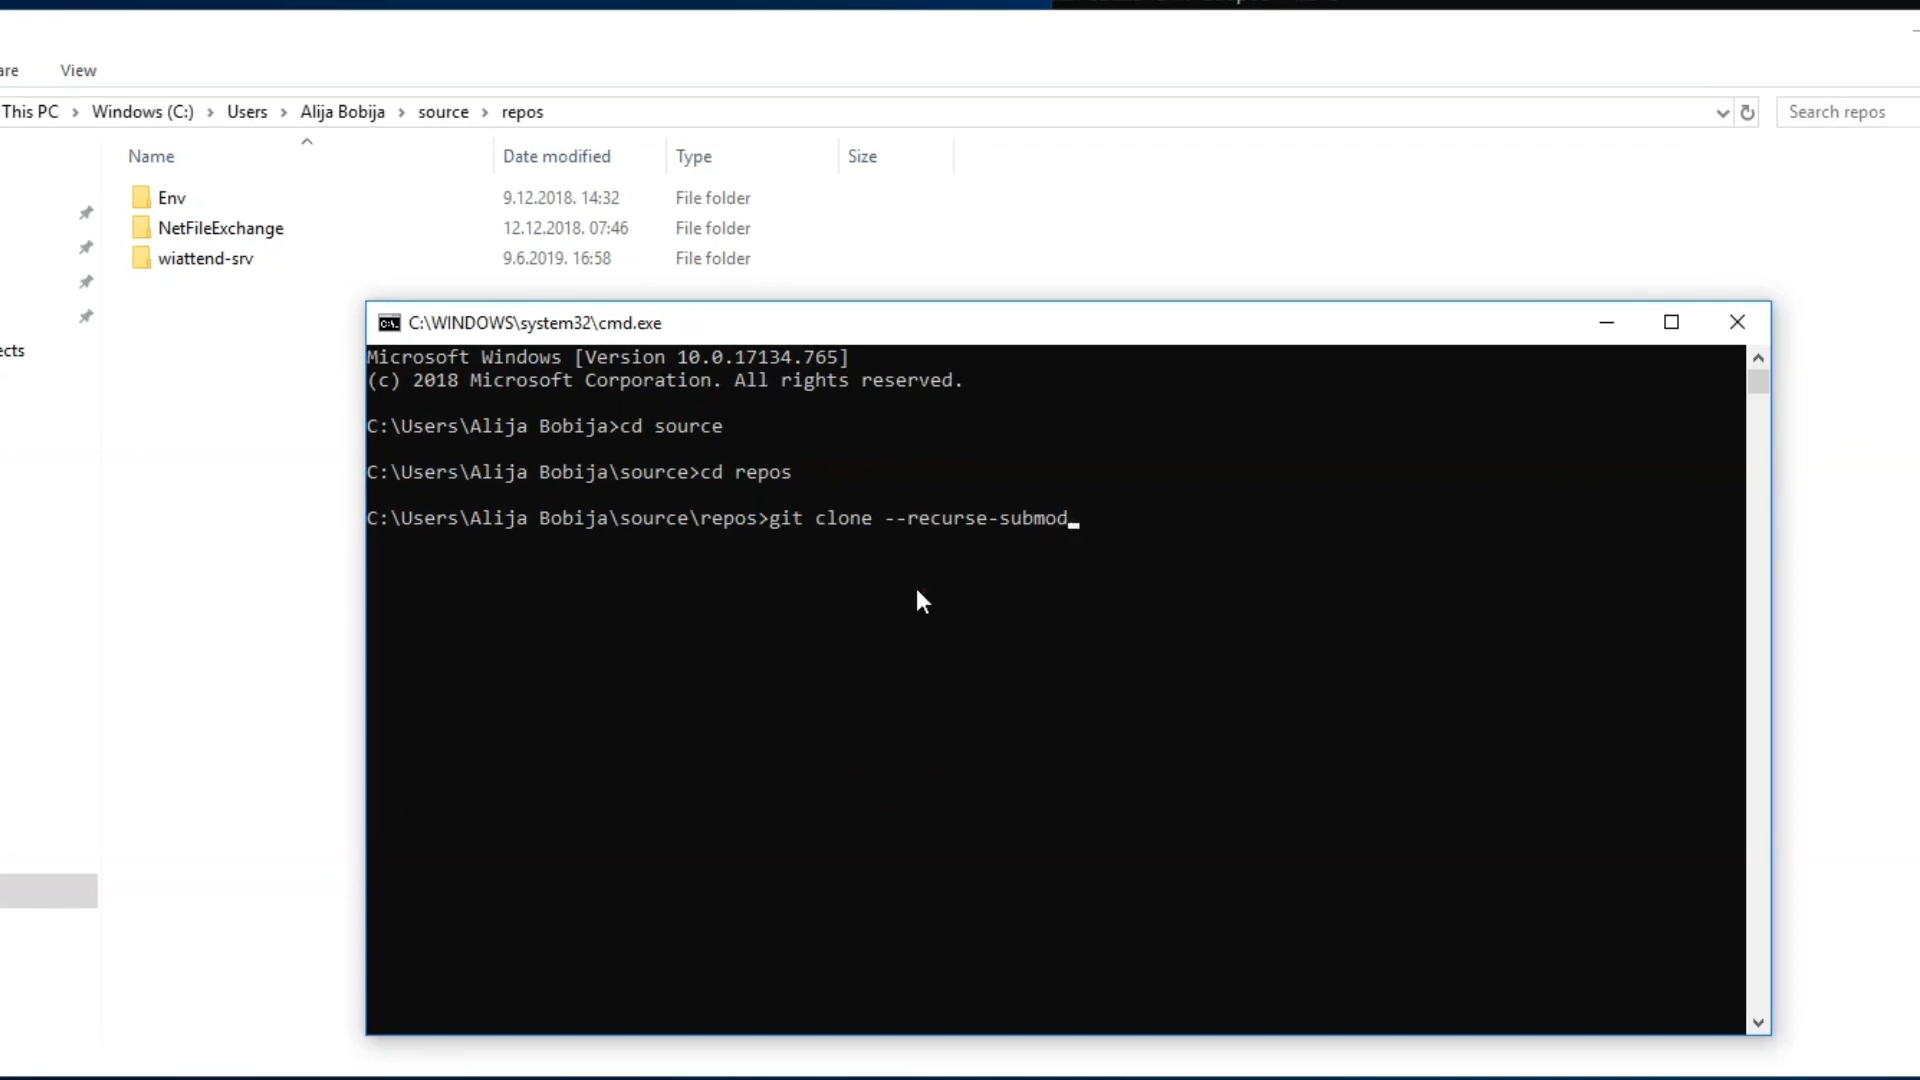 are View
This PC > Windows (C:) > Users > Alija Bobija > source > repos Search repos
Name Date modified Type Size
Env 9.12.2018. 14:32 File folder
NetFileExchange 12.12.2018. 07:46 File folder
wiattend-srv 9.6.2019. 16:58 File folder
ects
C:\WINDOWS\system32\cmd.exe
Microsoft Windows [Version 10.0.17134.765]
(c) 2018 Microsoft Corporation. All rights reserved.
C:\Users\Alija Bobija>cd source
C:\Users\Alija Bobija\source>cd repos
C:\Users\Alija Bobija\source\repos>git clone --recurse-submod